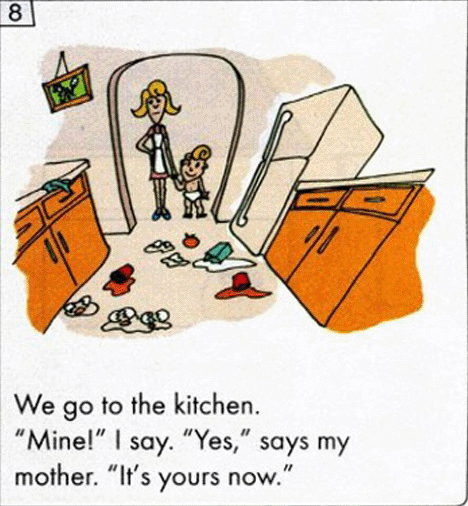 8
We go to the kitchen.
“Mine!” I say. “Yes,” says my
mother. “It’s yours now.”